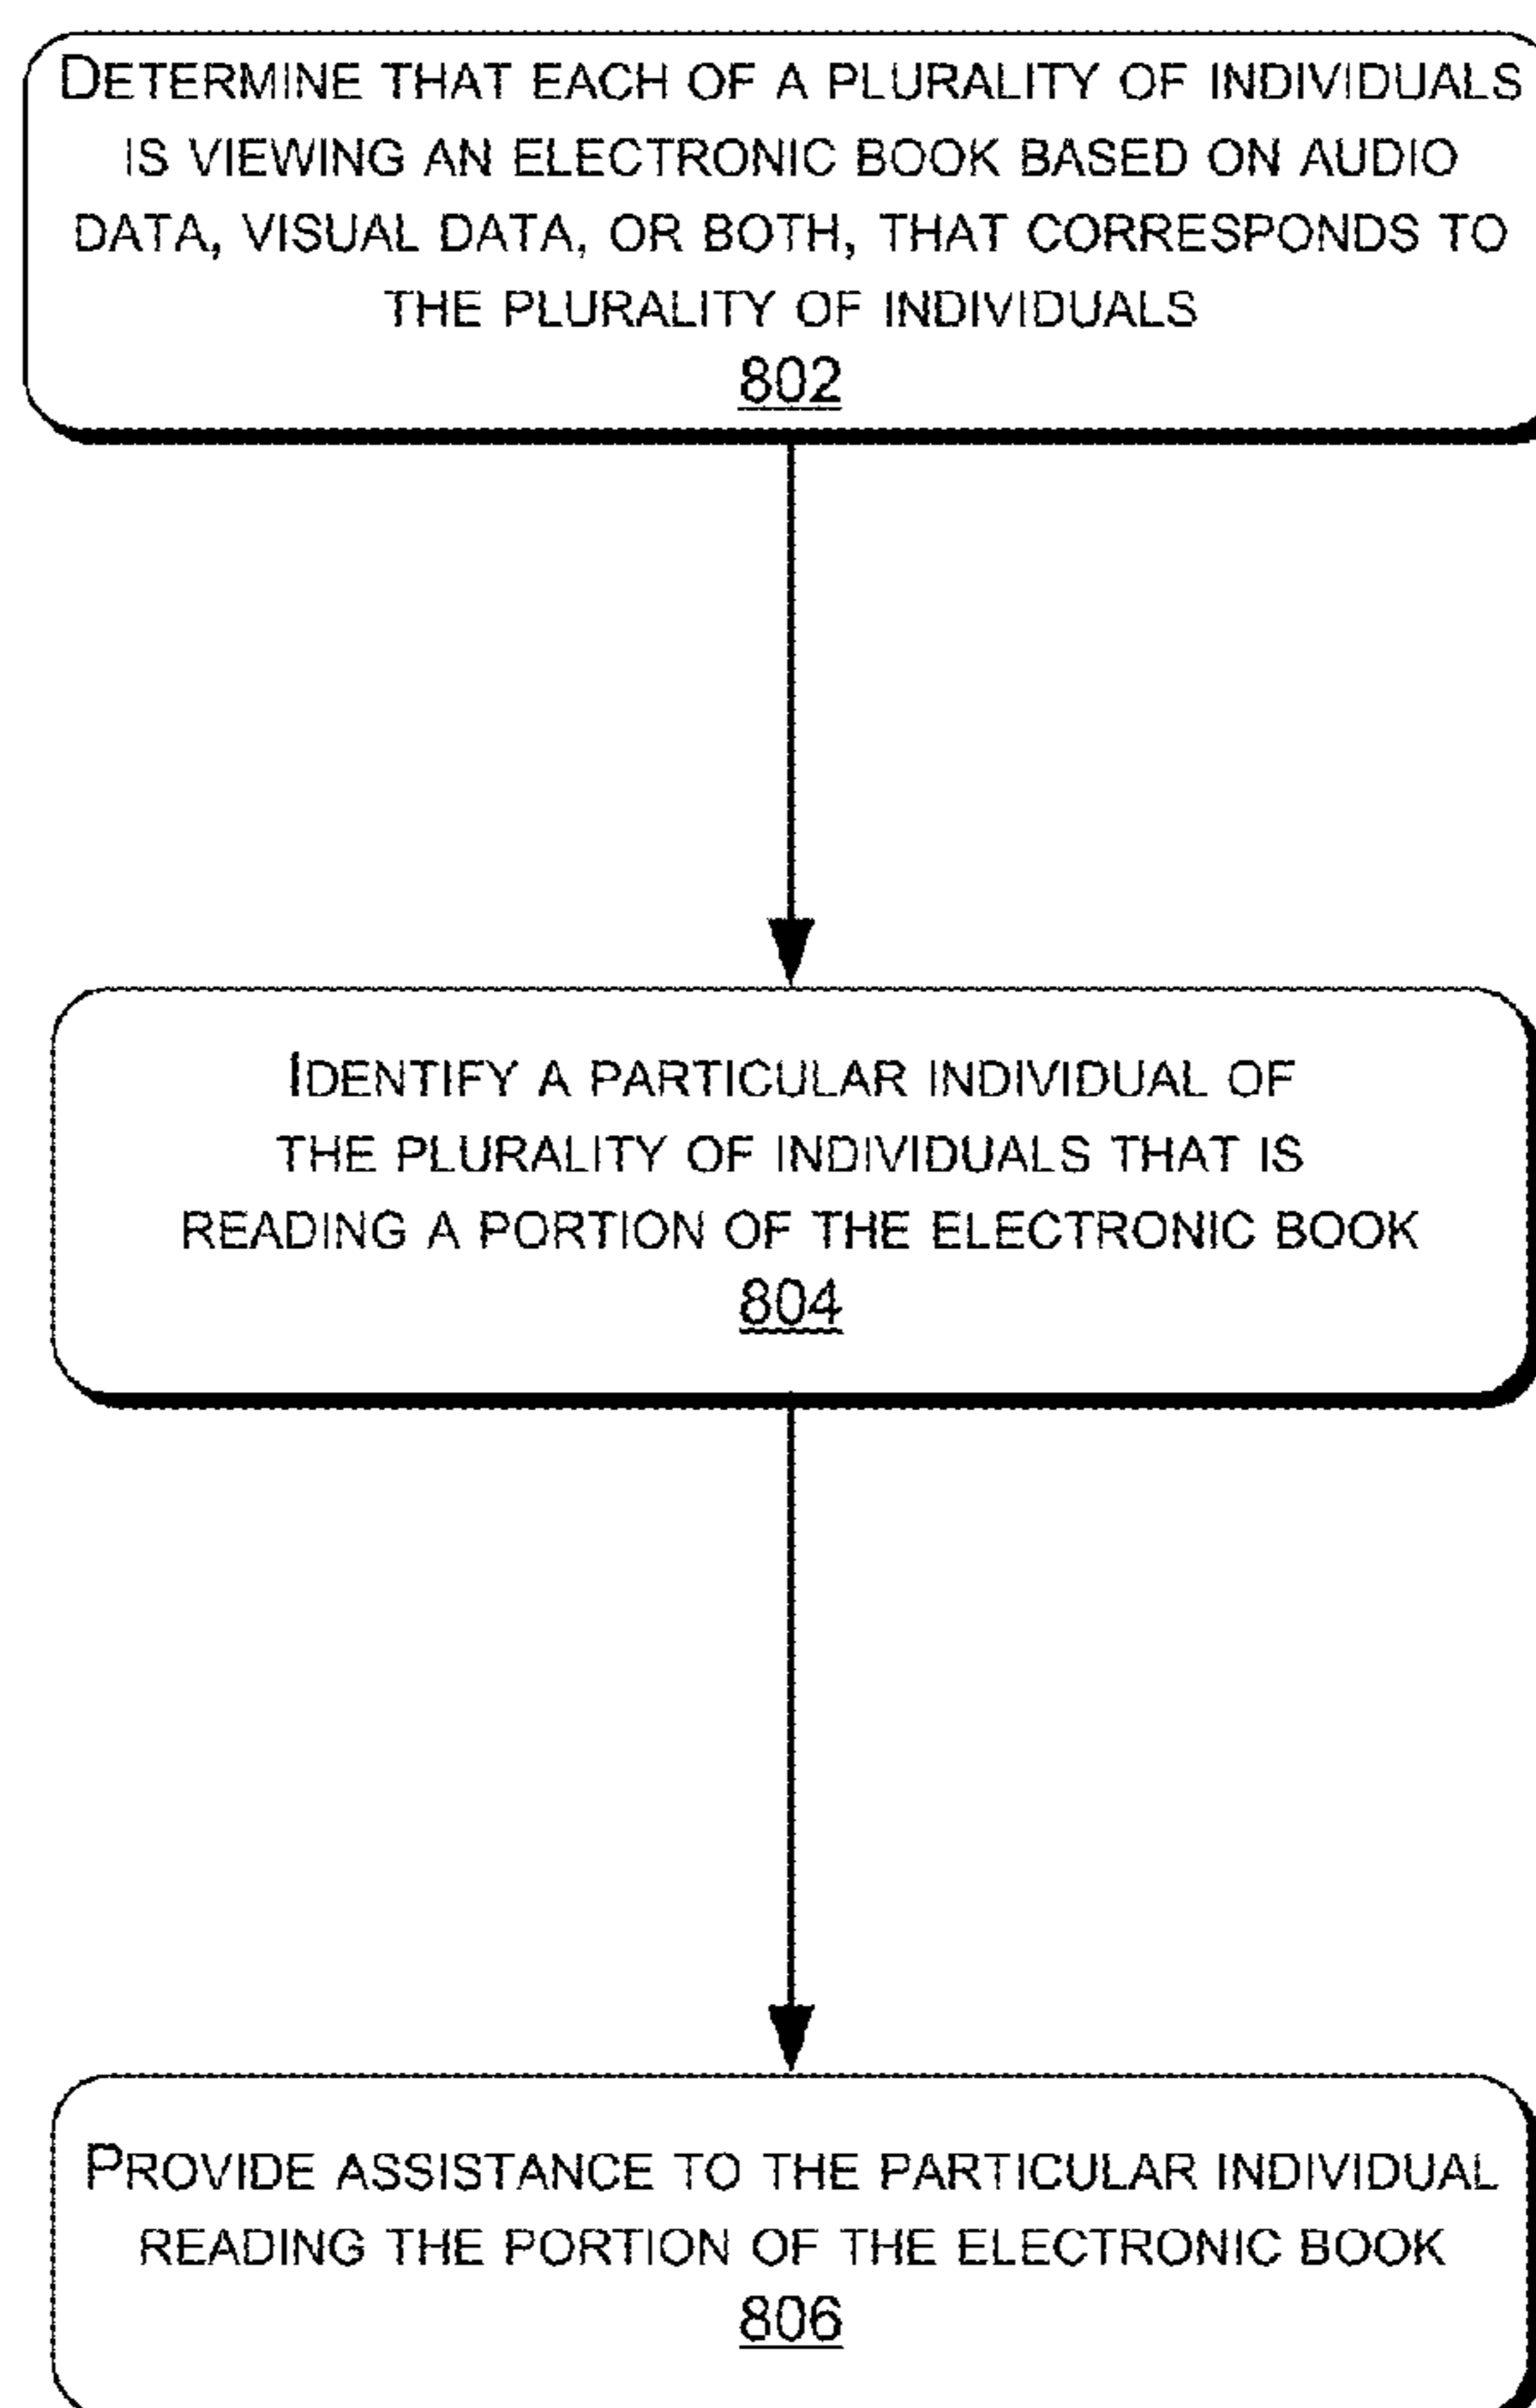 DETERMINE THAT EACH OF A PLURALITY OF INDIVIDUALS
IS VIEWING AN ELECTRONIC BOOK BASED ON AUDIO
DATA, VISUAL DATA, OR BOTH, THAT CORRESPONDS TO
THE PLURALITY OF INDIVIDUALS
802
IDENTIFY A PARTICULAR INDIVIDUAL OF
THE PLURALITY OF INDIVIDUALS THAT IS
READING A PORTION OF THE ELECTRONIC BOOK
804
PROVIDE ASSISTANCE TO THE PARTICULAR INDIVIDUAL
READING THE PORTION OF THE ELECTRONIC BOOK
806